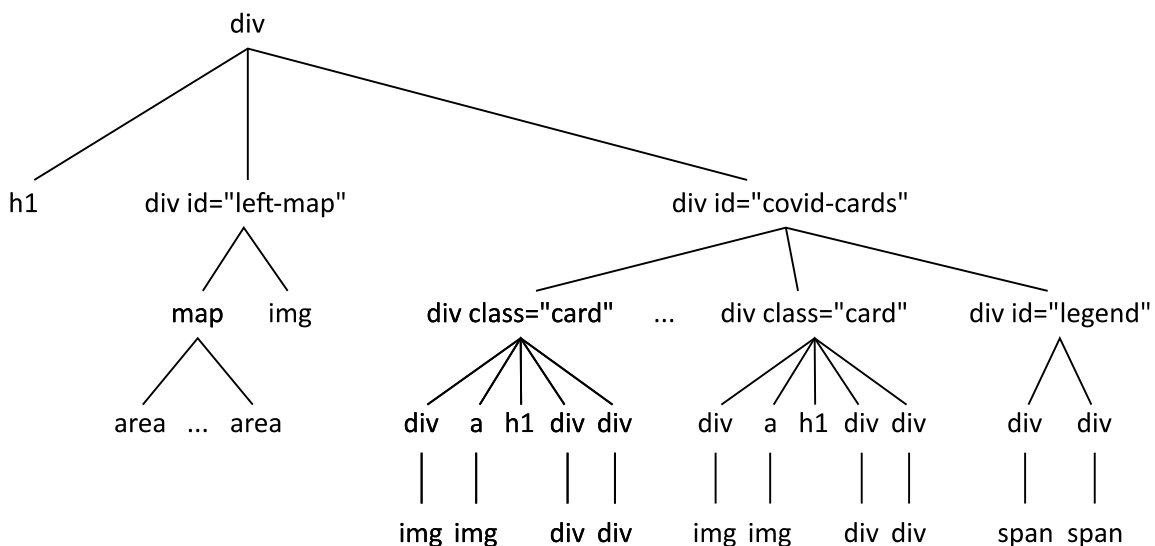 div
h1 div id="left-map" div id="covid-cards"
map img div class="card" ... div class="card" div id="legend"
area ... area div a h1 div div div a h1 div div div div
img img div div img img div div span span